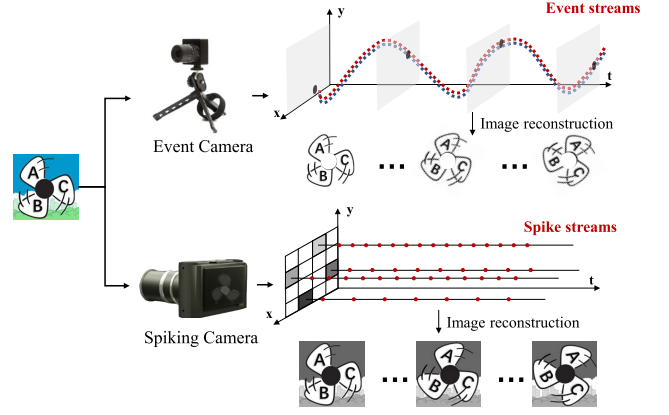 Event streams
y
t
x
Image reconstruction
Event Camera
A
B
C
A
B
C
A
B
C
A
B
C
Spike streams
y
t
x
Image reconstruction
Spiking Camera
A
B
C
A
B
C
A
B
C